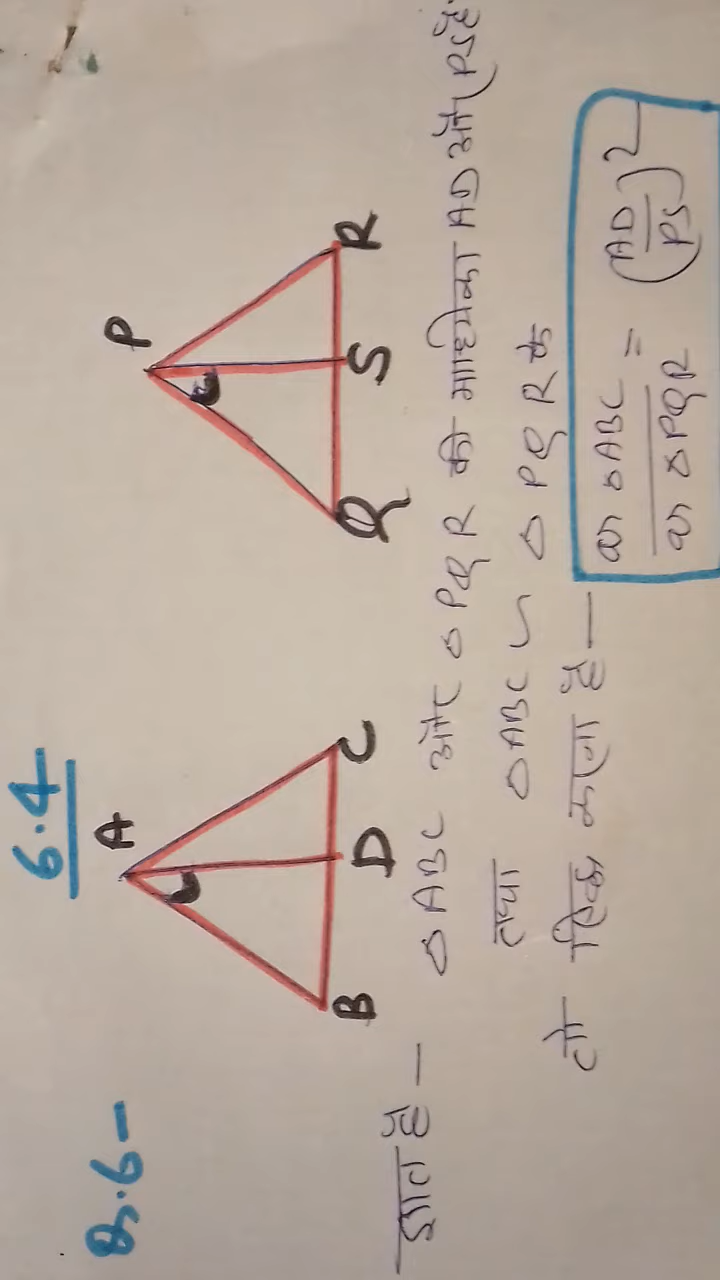 6.4
प्र.6-
A
B D C
P
Q S R
ज्ञात है - △ABC और △PQR की माध्यिका AD और PS है
तथा △ABC ∽ △PQR के
तो सिद्ध करना है - क्षे △ABC / क्षे △PQR = (AD/PS)²